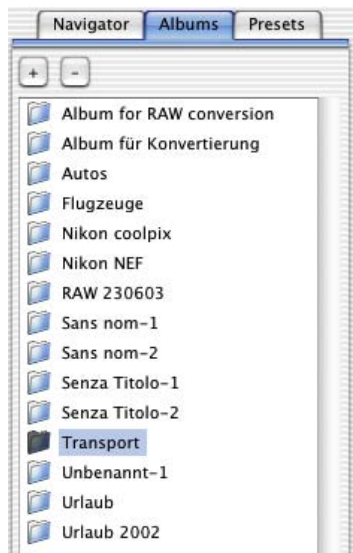 Navigator Albums Presets
+ -
Album for RAW conversion
Album für Konvertierung
Autos
Flugzeuge
Nikon coolpix
Nikon NEF
RAW 230603
Sans nom-1
Sans nom-2
Senza Titolo-1
Senza Titolo-2
Transport
Unbenannt-1
Urlaub
Urlaub 2002